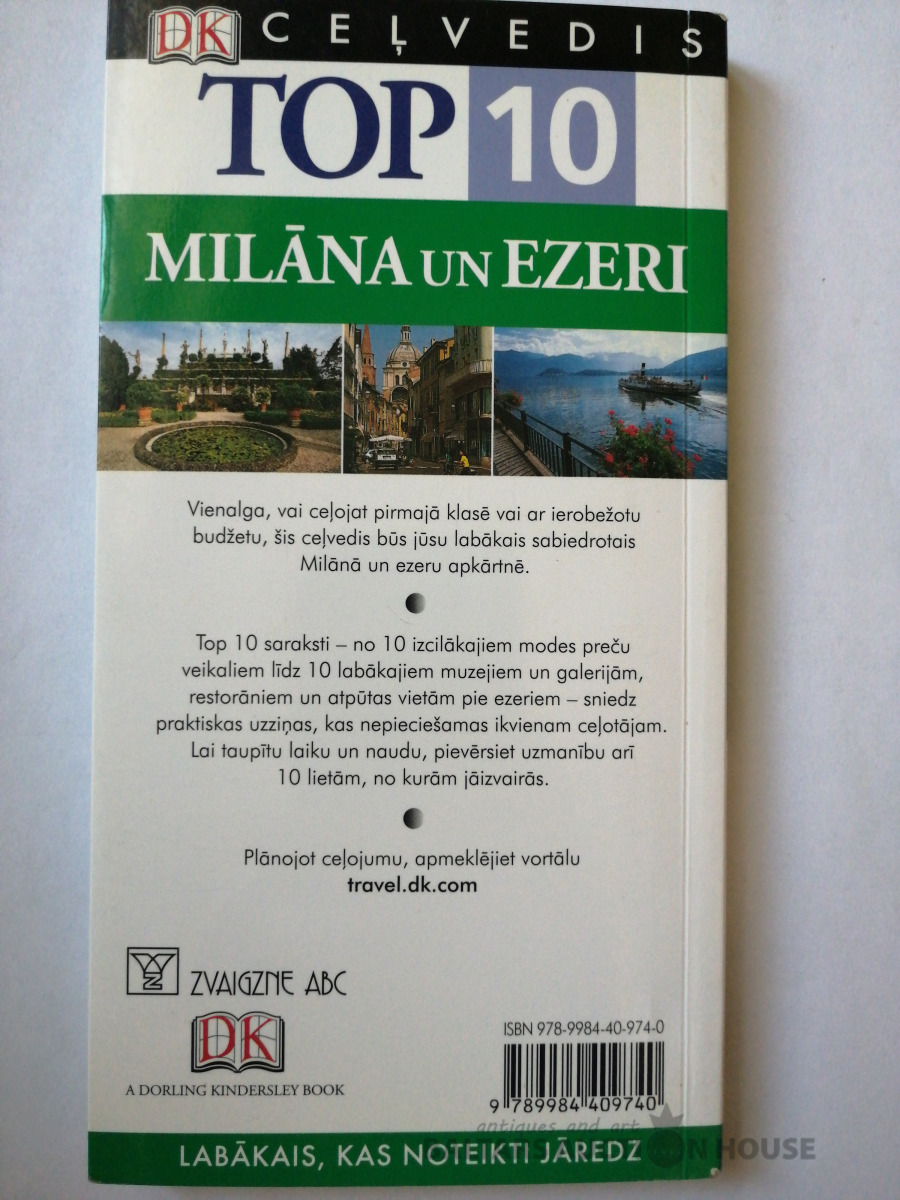 DK CEĻVEDIS
TOP 10
MILĀNA UN EZERI
Vienalga, vai ceļojat pirmajā klasē vai ar ierobežotu
budžetu, šis ceļvedis būs jūsu labākais sabiedrotais
Milānā un ezeru apkārtnē.
Top 10 saraksti – no 10 izcilākajiem modes preču
veikaliem līdz 10 labākajiem muzejiem un galerijām,
restorāniem un atpūtas vietām pie ezeriem – sniedz
praktiskas uzziņas, kas nepieciešamas ikvienam ceļotājam.
Lai taupītu laiku un naudu, pievērsiet uzmanību arī
10 lietām, no kurām jāizvairās.
Plānojot ceļojumu, apmeklējiet vortālu
travel.dk.com
ZVAIGZNE ABC
DK
A DORLING KINDERSLEY BOOK
ISBN 978-9984-40-974-0
9 789984 409740
antiques and art
HOUSE
LABĀKAIS, KAS NOTEIKTI JĀREDZ